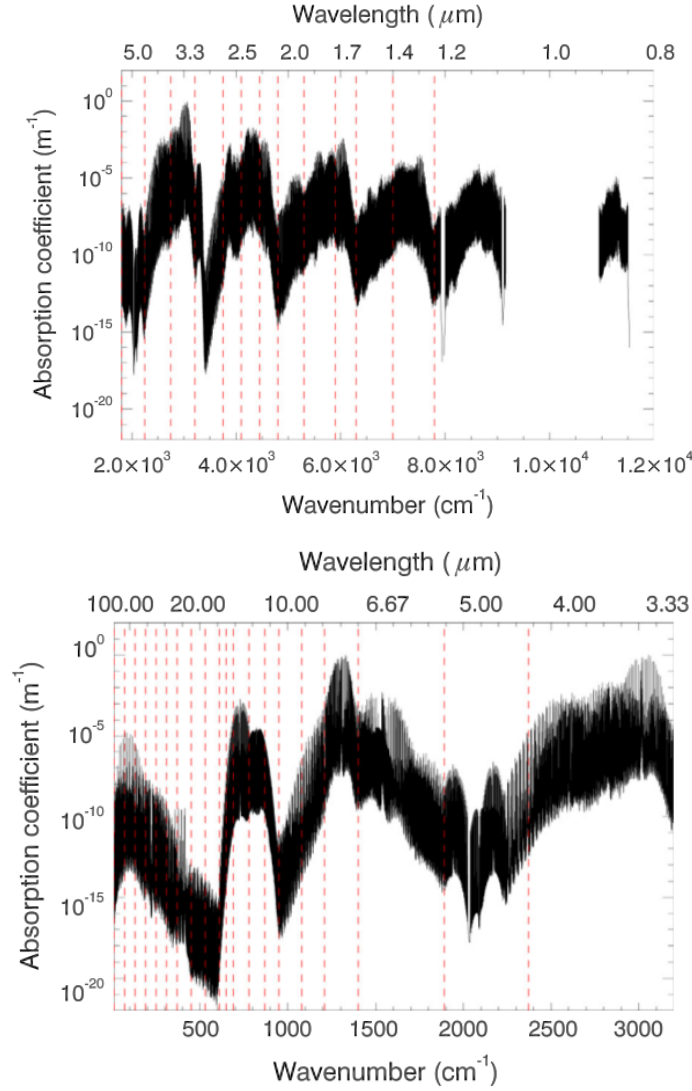 Wavelength ( μm)
5.0 3.3 2.5 2.0 1.7 1.4 1.2 1.0 0.8
Absorption coefficient (m⁻¹)
10⁰
10⁻⁵
10⁻¹⁰
10⁻¹⁵
10⁻²⁰
2.0×10³ 4.0×10³ 6.0×10³ 8.0×10³ 1.0×10⁴ 1.2×10⁴
Wavenumber (cm⁻¹)
Wavelength ( μm)
100.00 20.00 10.00 6.67 5.00 4.00 3.33
Absorption coefficient (m⁻¹)
10⁰
10⁻⁵
10⁻¹⁰
10⁻¹⁵
10⁻²⁰
500 1000 1500 2000 2500 3000
Wavenumber (cm⁻¹)